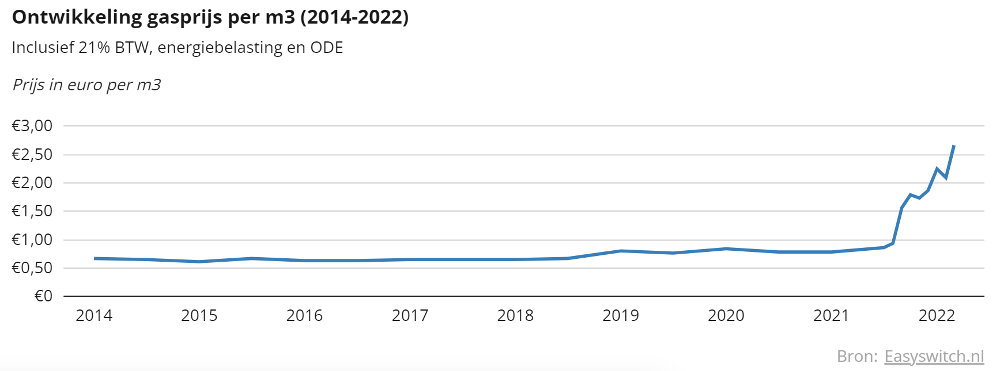 Ontwikkeling gasprijs per m3 (2014-2022)
Inclusief 21% BTW, energiebelasting en ODE
Prijs in euro per m3
€3,00
€2,50
€2,00
€1,50
€1,00
€0,50
€0
2014 2015 2016 2017 2018 2019 2020 2021 2022
Bron: Easyswitch.nl